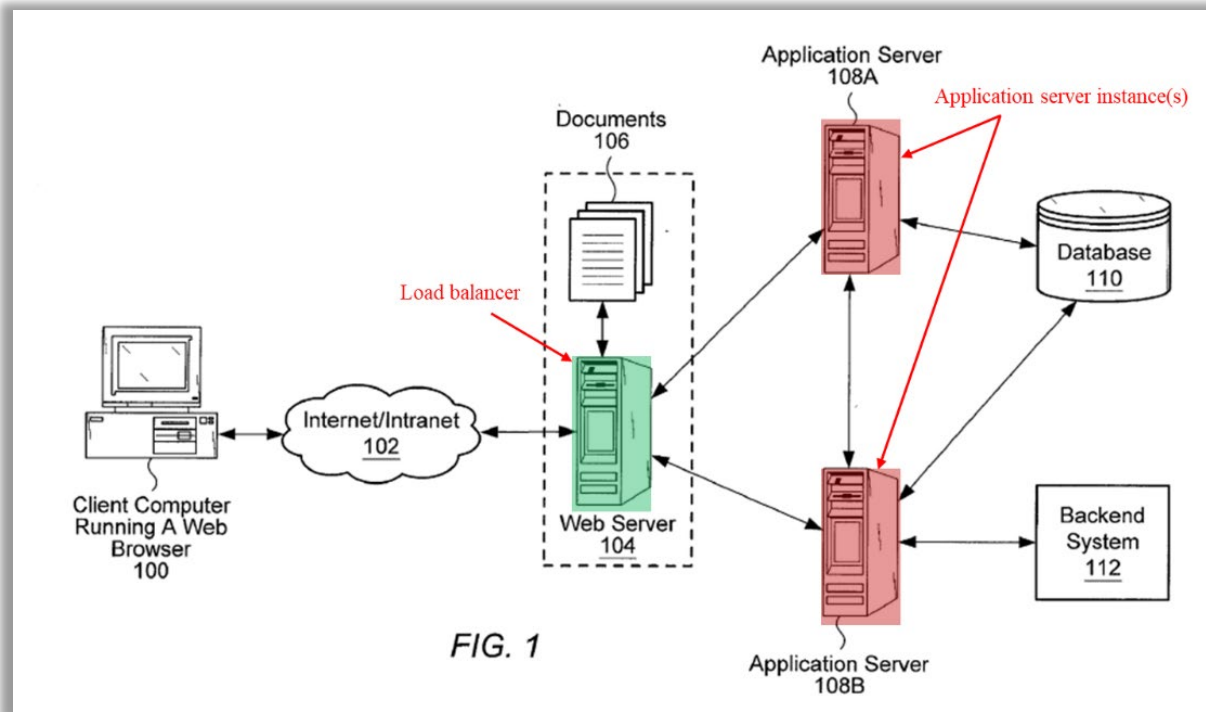 Application Server
108A
Application server instance(s)
Documents
106
Database
110
Load balancer
Internet/Intranet
102
Client Computer
Running A Web
Browser
100
Web Server
104
Backend
System
112
FIG. 1
Application Server
108B